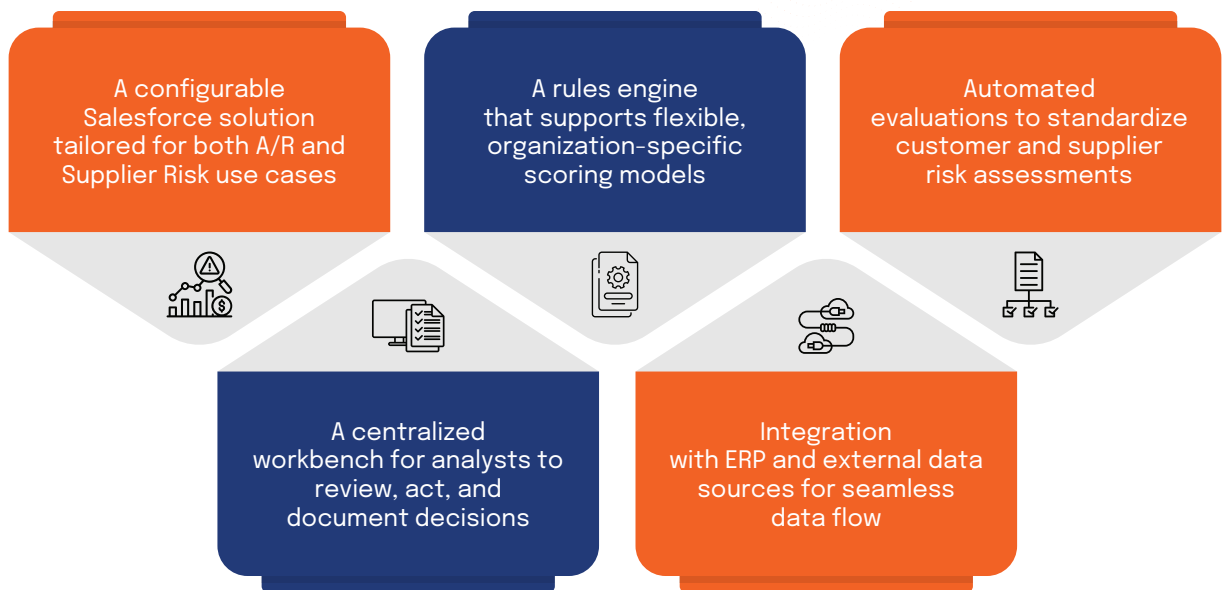 A configurable
Salesforce solution
tailored for both A/R and
Supplier Risk use cases
A rules engine
that supports flexible,
organization-specific
scoring models
Automated
evaluations to standardize
customer and supplier
risk assessments
A centralized
workbench for analysts to
review, act, and
document decisions
Integration
with ERP and external data
sources for seamless
data flow